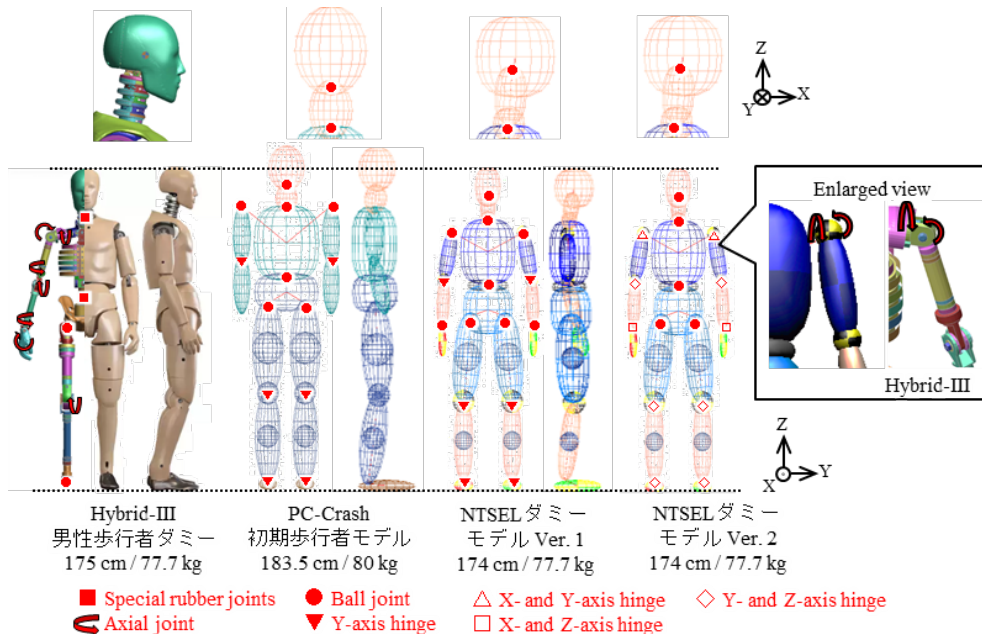 Z
X
Y
Enlarged view
Hybrid-III
Z
Y
X
Hybrid-III
男性歩行者ダミー
175 cm / 77.7 kg
PC-Crash
初期歩行者モデル
183.5 cm / 80 kg
NTSELダミー
モデル Ver. 1
174 cm / 77.7 kg
NTSELダミー
モデル Ver. 2
174 cm / 77.7 kg
Special rubber joints
Ball joint
X- and Y-axis hinge
Y- and Z-axis hinge
Axial joint
Y-axis hinge
X- and Z-axis hinge